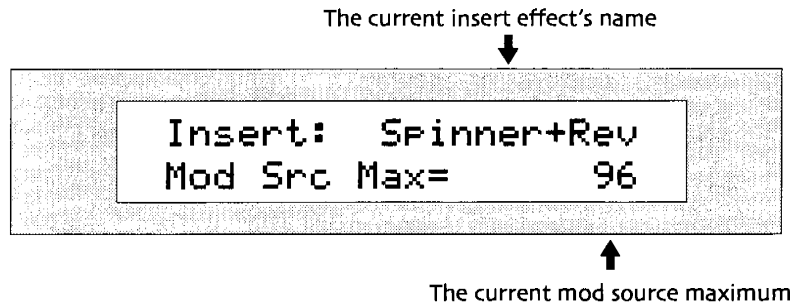 The current insert effect's name
Insert: Spinner+Rev
Mod Src Max= 96
The current mod source maximum